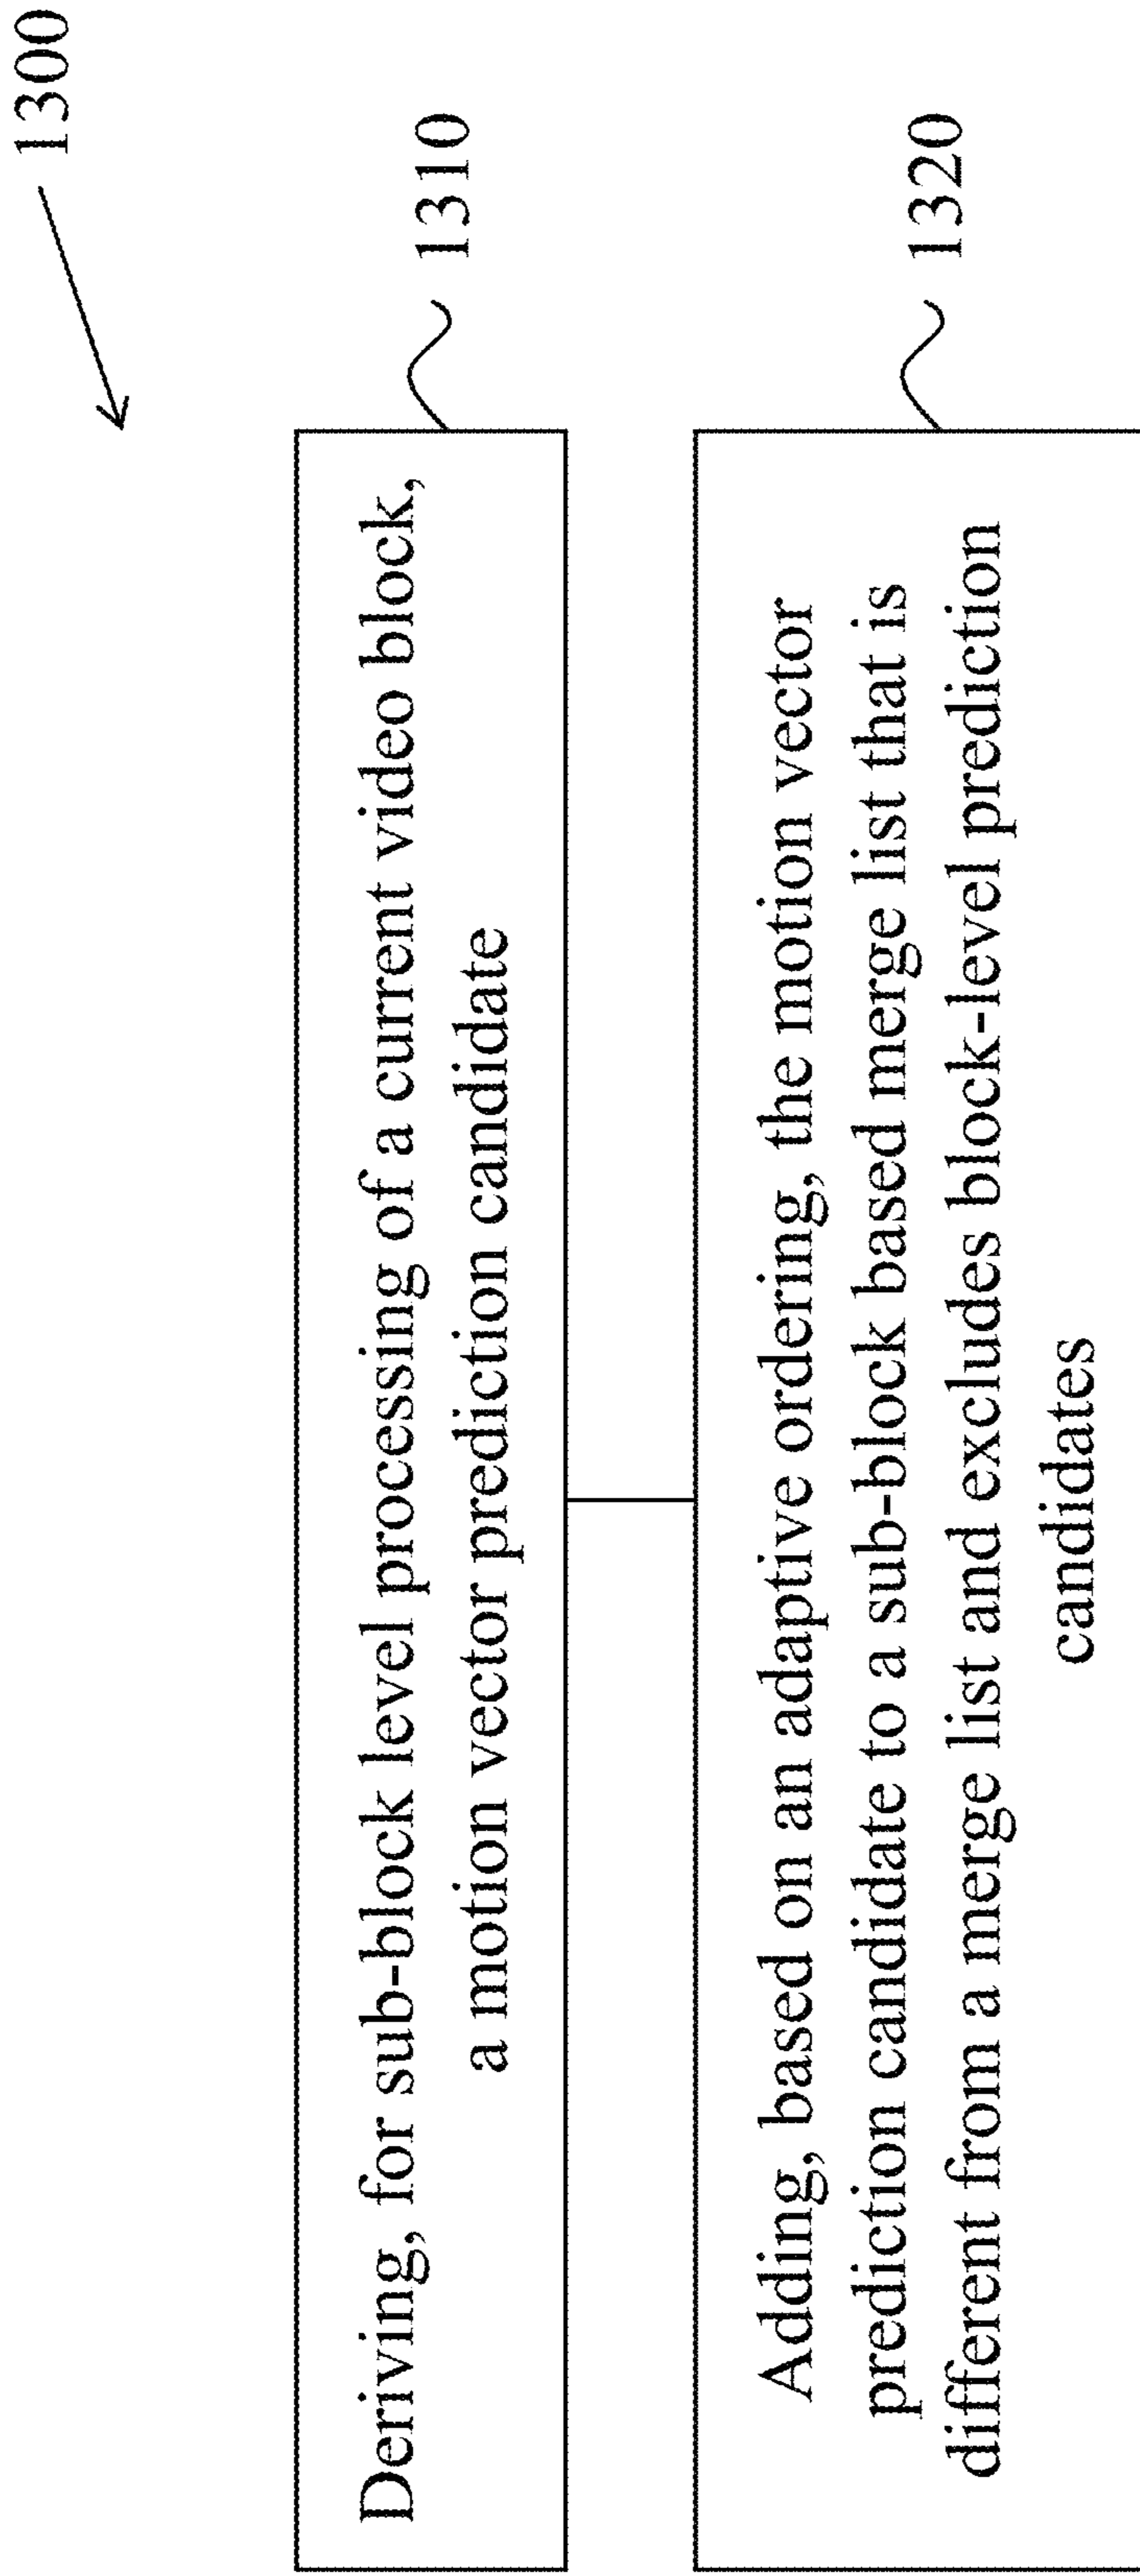 1300
Deriving, for sub-block level processing of a current video block,
a motion vector prediction candidate
1310
Adding, based on an adaptive ordering, the motion vector
prediction candidate to a sub-block based merge list that is
different from a merge list and excludes block-level prediction
candidates
1320